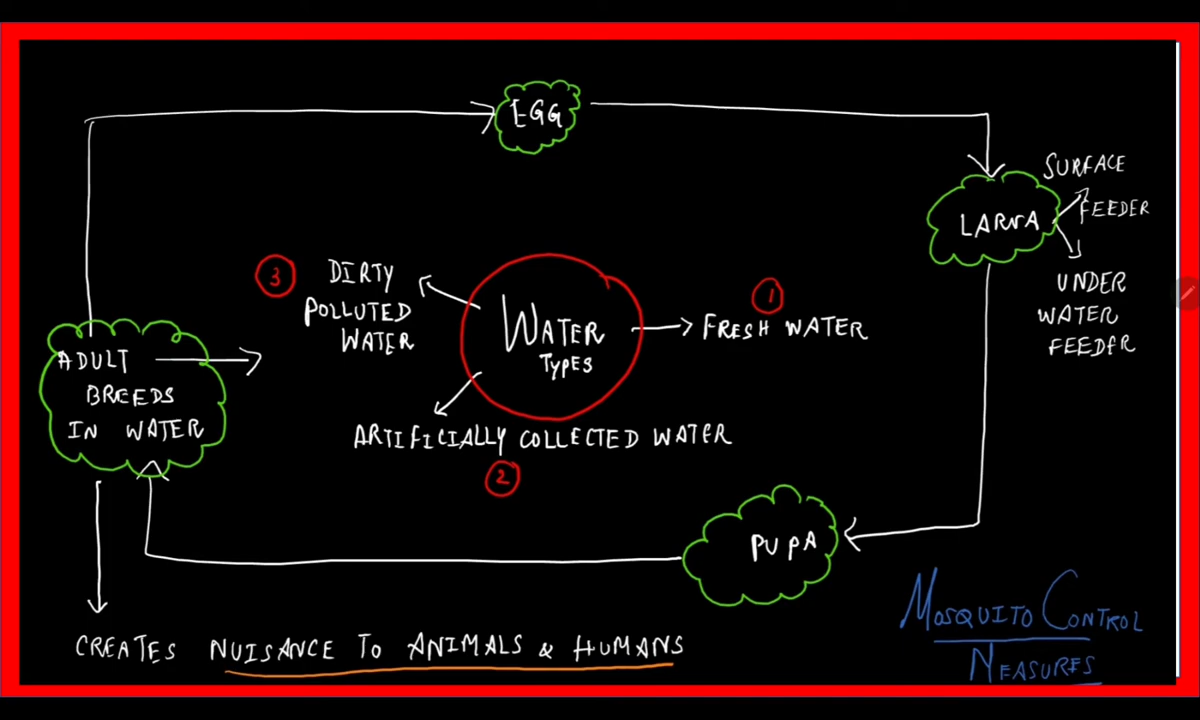 EGG
SURFACE
FEEDER
LARVA
UNDER
WATER
FEEDER
3
DIRTY
POLLUTED
WATER
WATER
TYPES
1
FRESH WATER
ADULT
BREEDS
IN WATER
ARTIFICIALLY COLLECTED WATER
2
PUPA
CREATES NUISANCE TO ANIMALS & HUMANS
MOSQUITO CONTROL
MEASURES